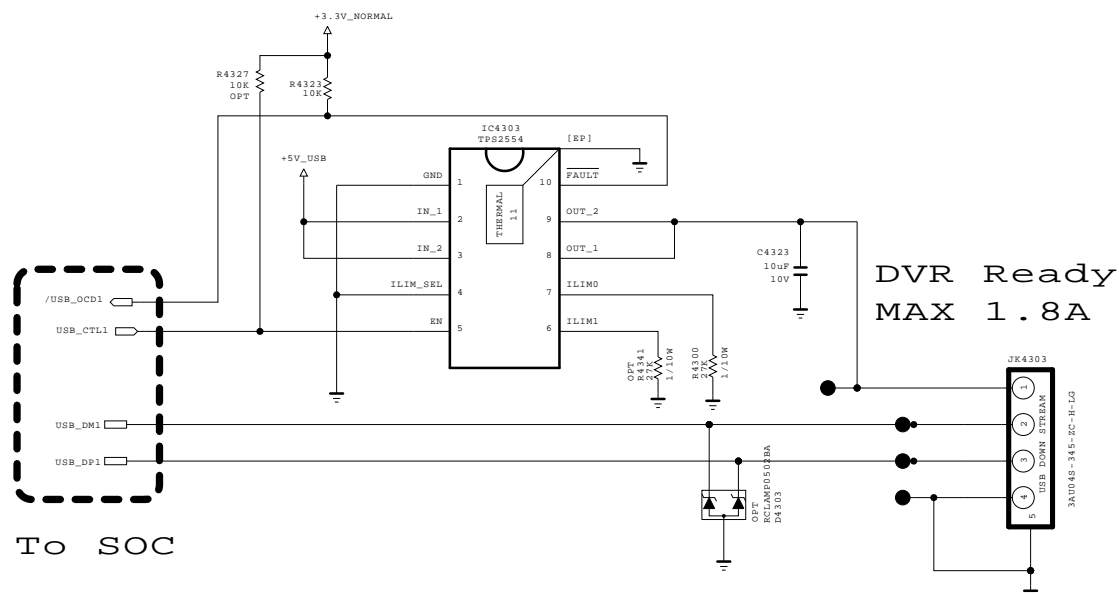 +3.3V_NORMAL
R4327
10K
OPT
R4323
10K
IC4303
TPS2554
[EP]
+5V_USB
GND
1
THERMAL
11
10
FAULT
IN_1
2
9
OUT_2
IN_2
3
8
OUT_1
C4323
10uF
10V
DVR Ready
MAX 1.8A
/USB_OCD1
ILIM_SEL
4
7
ILIM0
USB_CTL1
EN
5
6
ILIM1
OPT
R4341
27K
1/10W
R4300
27K
1/10W
JK4303
1
2
3
4
5
USB DOWN STREAM
3AU04S-345-ZC-H-LG
USB_DM1
USB_DP1
OPT
RCLAMP0502BA
D4303
To SOC